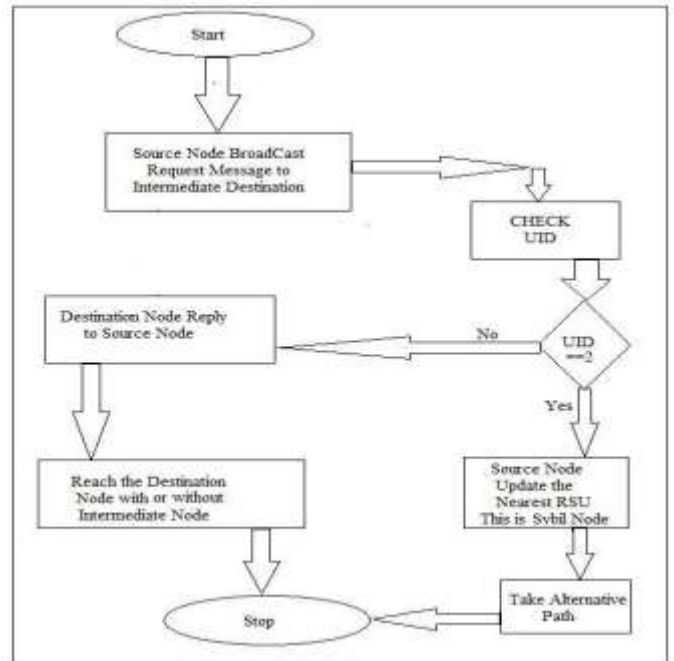 Start
Source Node BroadCast
Request Message to
Intermediate Destination
CHECK
UID
UID
==2
No
Yes
Destination Node Reply
to Source Node
Reach the Destination
Node with or without
Intermediate Node
Source Node
Update the
Nearest RSU
This is Svbil Node
Take Alternative
Path
Stop